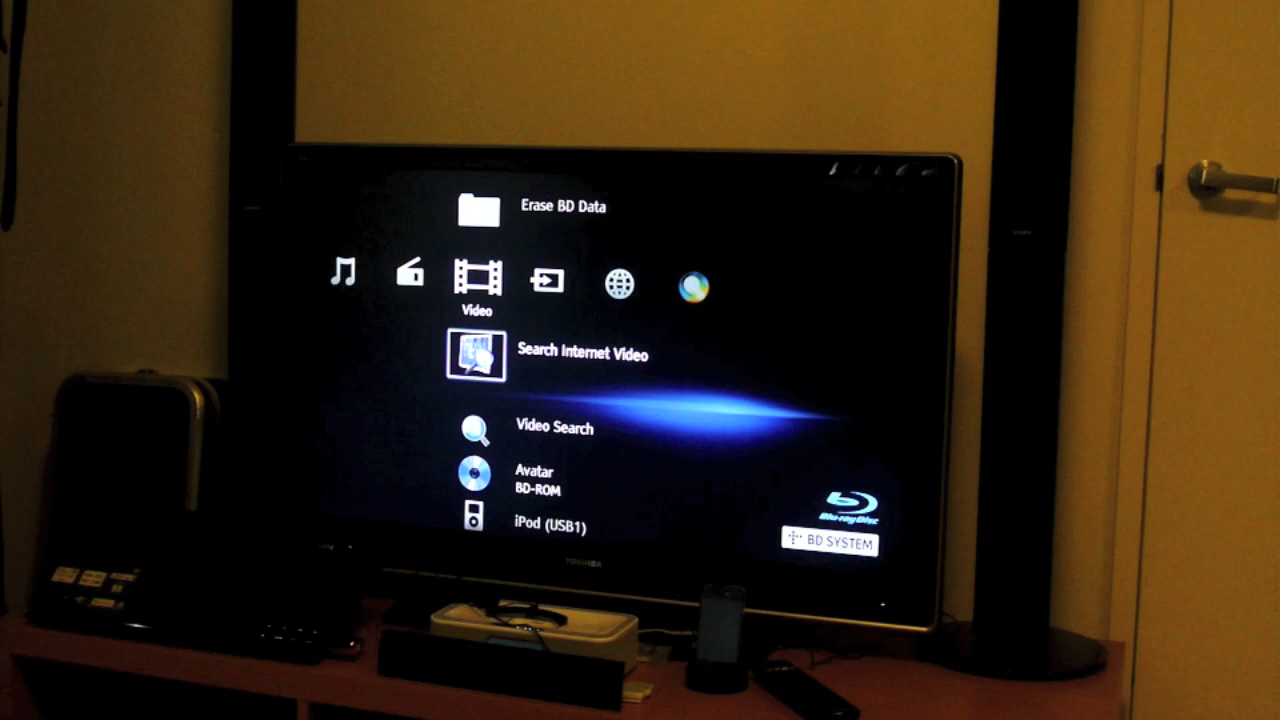 Erase BD Data
Video
Search Internet Video
Video Search
Avatar
BD-ROM
iPod (USB1)
Blu-ray Disc
BD SYSTEM
TOSHIBA